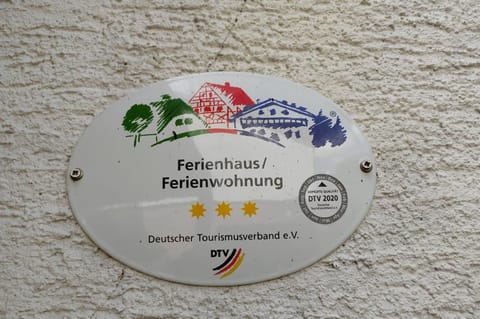 ®
Ferienhaus/
Ferienwohnung
DTV 2020
Deutscher Tourismusverband e.V.
DTV